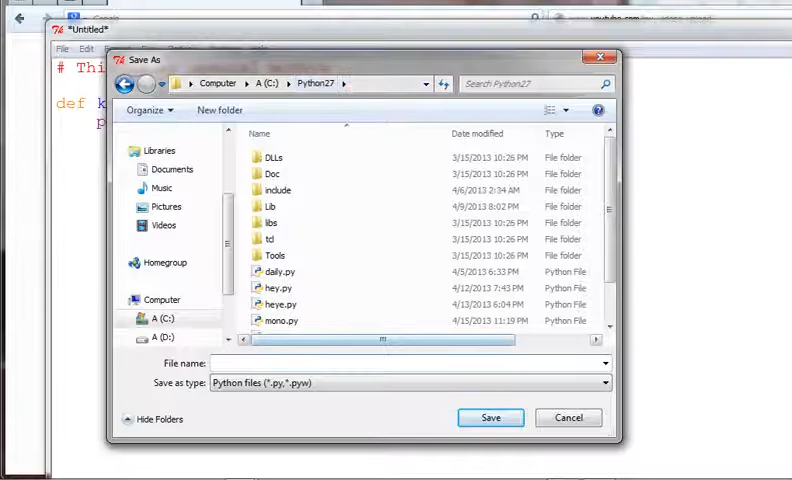 *Untitled*
File Edit
# Thi
Save As
Computer A (C:) Python27 Search Python27
def k
Organize New folder
p
Name Date modified Type
Libraries
Documents
Music
Pictures
Videos
Homegroup
Computer
A (C:)
A (D:)
DLLs 3/15/2013 10:26 PM File folder
Doc 3/15/2013 10:26 PM File folder
include 4/6/2013 2:34 AM File folder
Lib 4/9/2013 8:02 PM File folder
libs 3/15/2013 10:26 PM File folder
tcl 3/15/2013 10:26 PM File folder
Tools 3/15/2013 10:26 PM File folder
daily.py 4/5/2013 6:33 PM Python File
hey.py 4/12/2013 7:43 PM Python File
heye.py 4/13/2013 6:04 PM Python File
mono.py 4/15/2013 11:19 PM Python File
File name:
Save as type: Python files (*.py,*.pyw)
Hide Folders Save Cancel